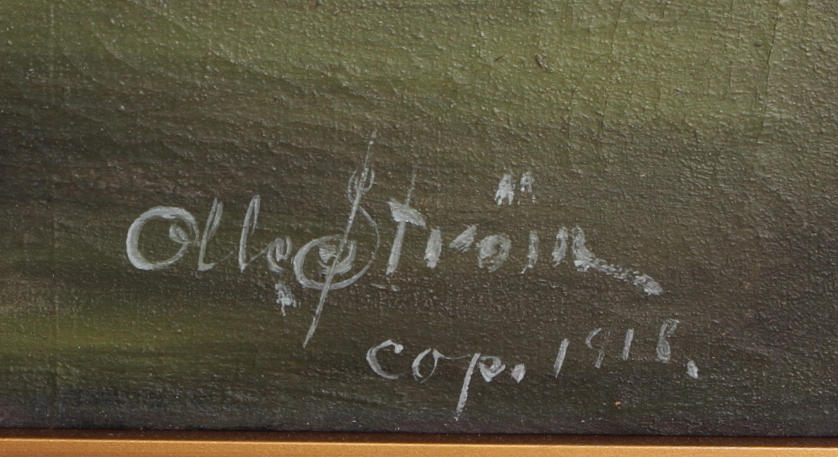 Olle Ström
cop. 1918.